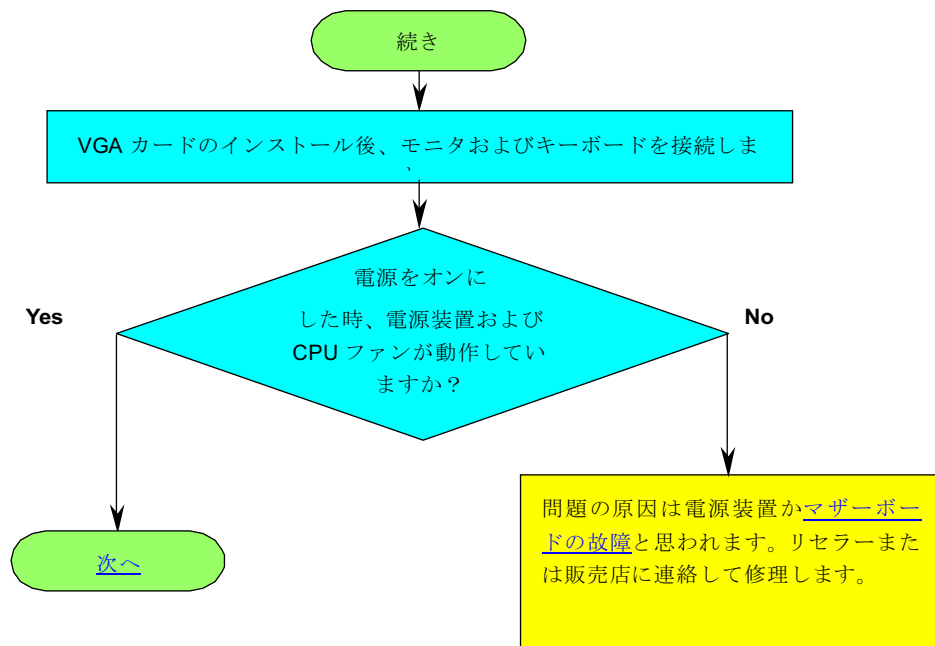 続き
VGA カードのインストール後、モニタおよびキーボードを接続しま
電源をオンに
した時、電源装置および
CPU ファンが動作してい
ますか？
Yes
No
次へ
問題の原因は電源装置かマザーボー
ドの故障と思われます。リセラーまた
は販売店に連絡して修理します。